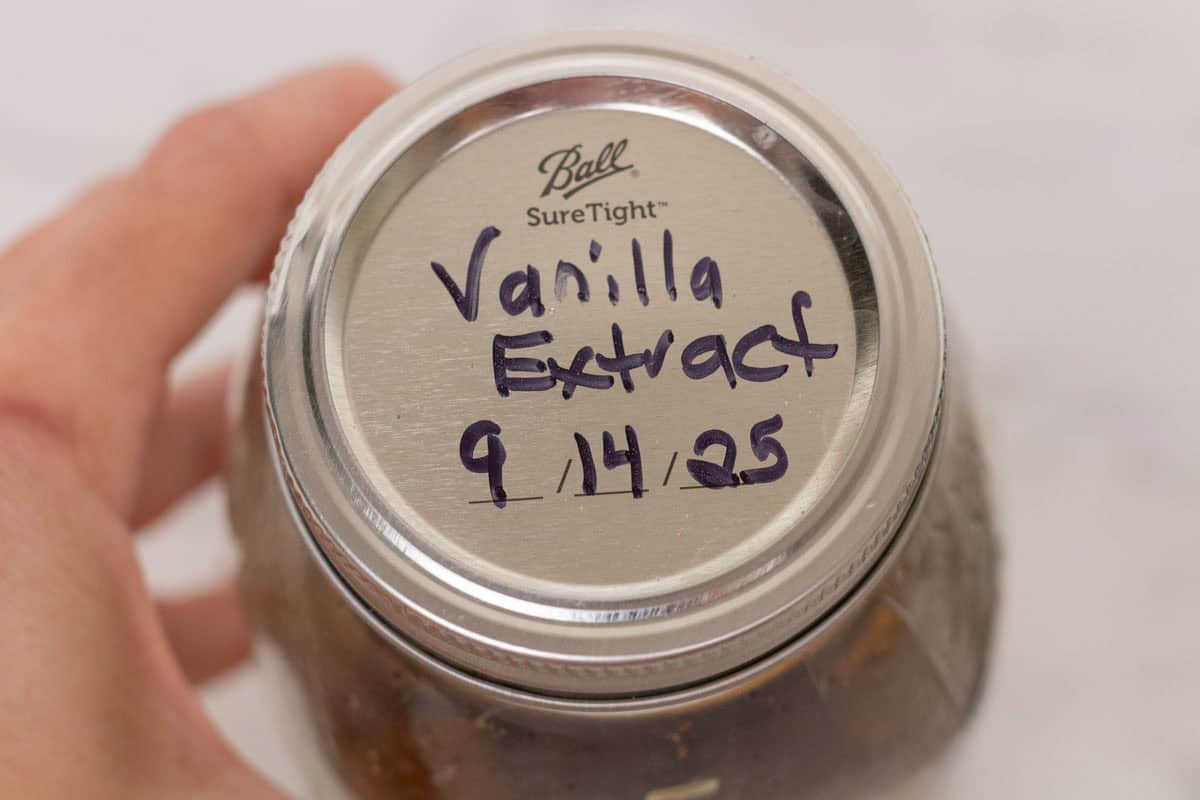 Ball®
SureTight™
Vanilla
Extract
9/14/25